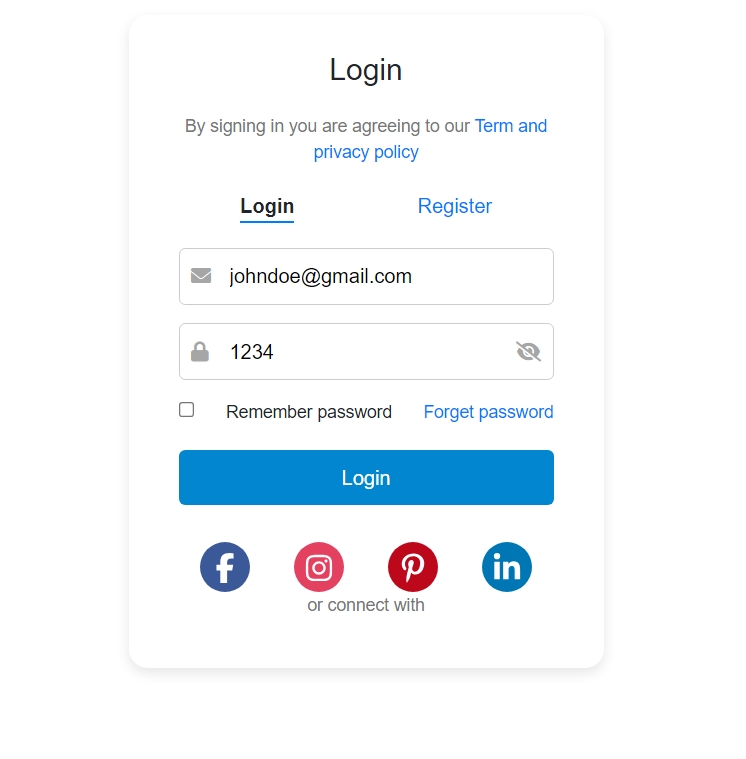 Login
By signing in you are agreeing to our Term and
privacy policy
Login Register
johndoe@gmail.com
1234
Remember password Forget password
Login
or connect with